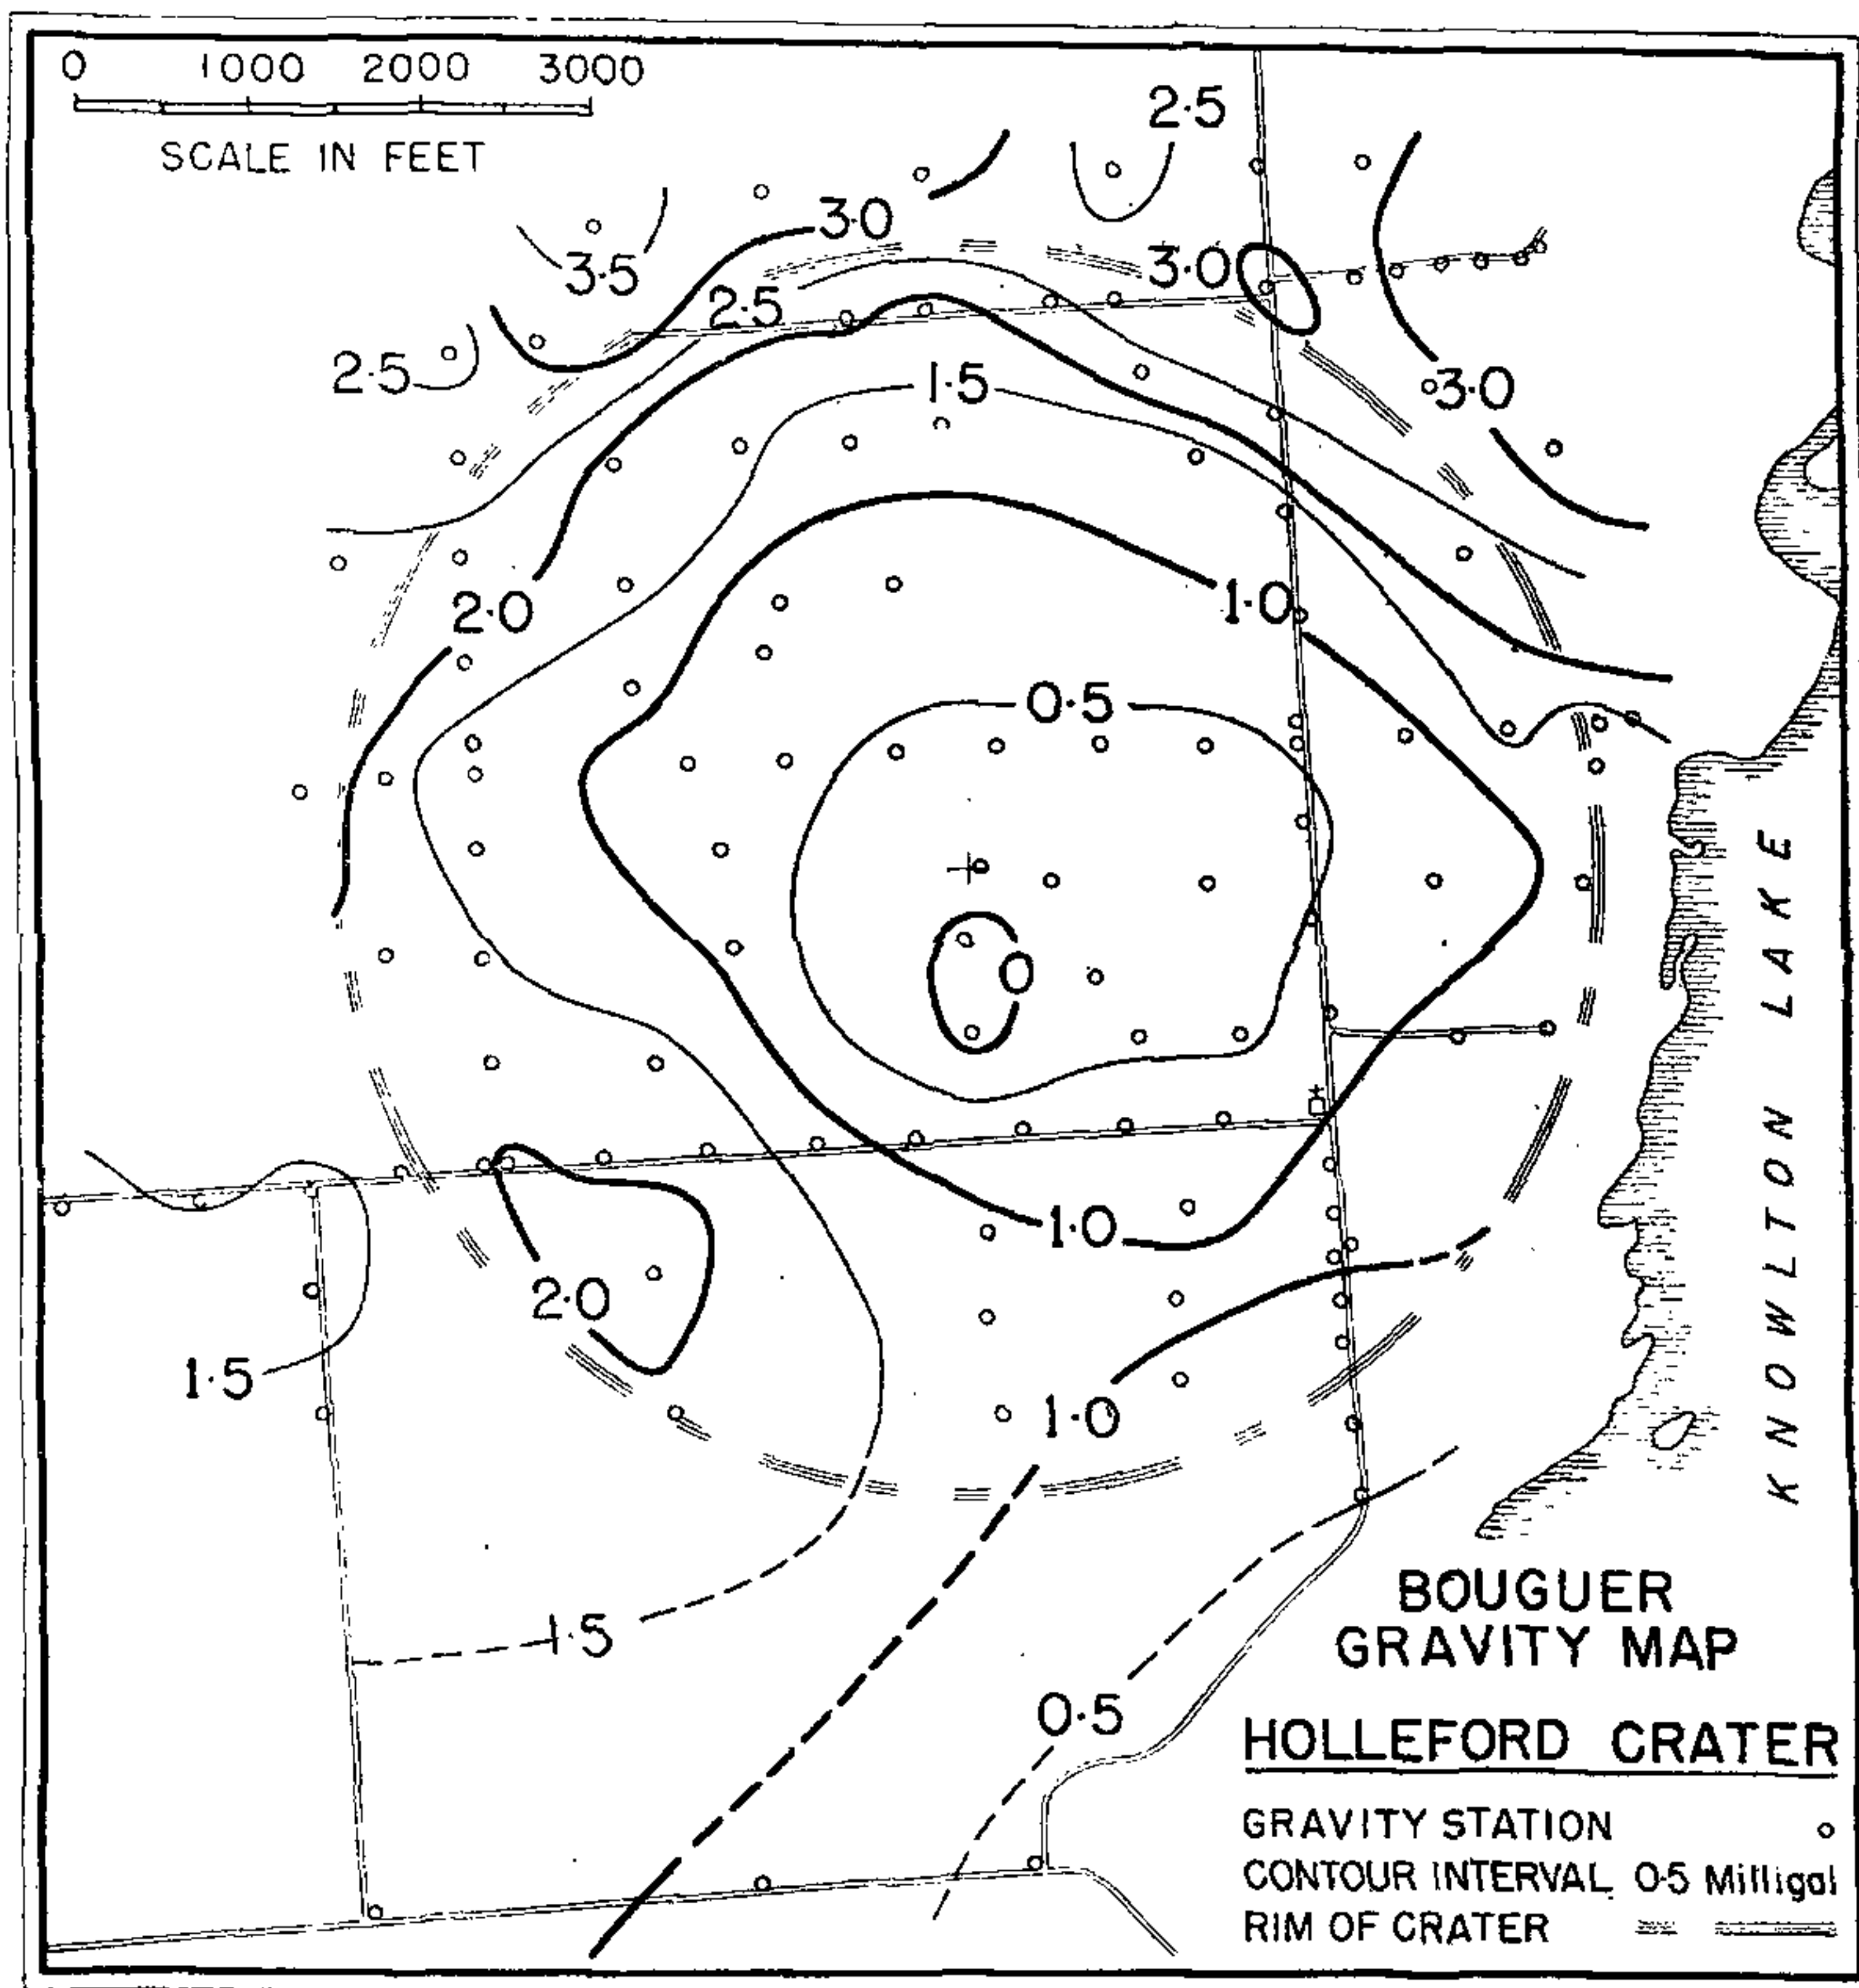 0 1000 2000 3000
SCALE IN FEET
2·5
3·0
3·5
3·0
2·5
2·5
1·5
3·0
2·0
1·0
0·5
0
KNOWLTON LAKE
1·0
2·0
1·5
1·0
1·5
0·5
BOUGUER
GRAVITY MAP
HOLLEFORD CRATER
GRAVITY STATION
CONTOUR INTERVAL 0·5 Milligal
RIM OF CRATER